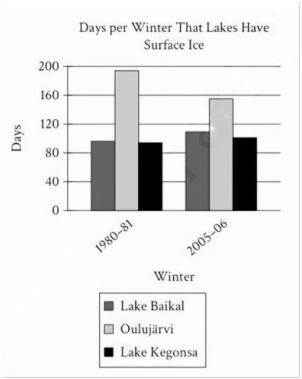 Days per Winter That Lakes Have
Surface Ice
200
160
120
80
40
0
Days
1980–81
2005–06
Winter
Lake Baikal
Oulujärvi
Lake Kegonsa